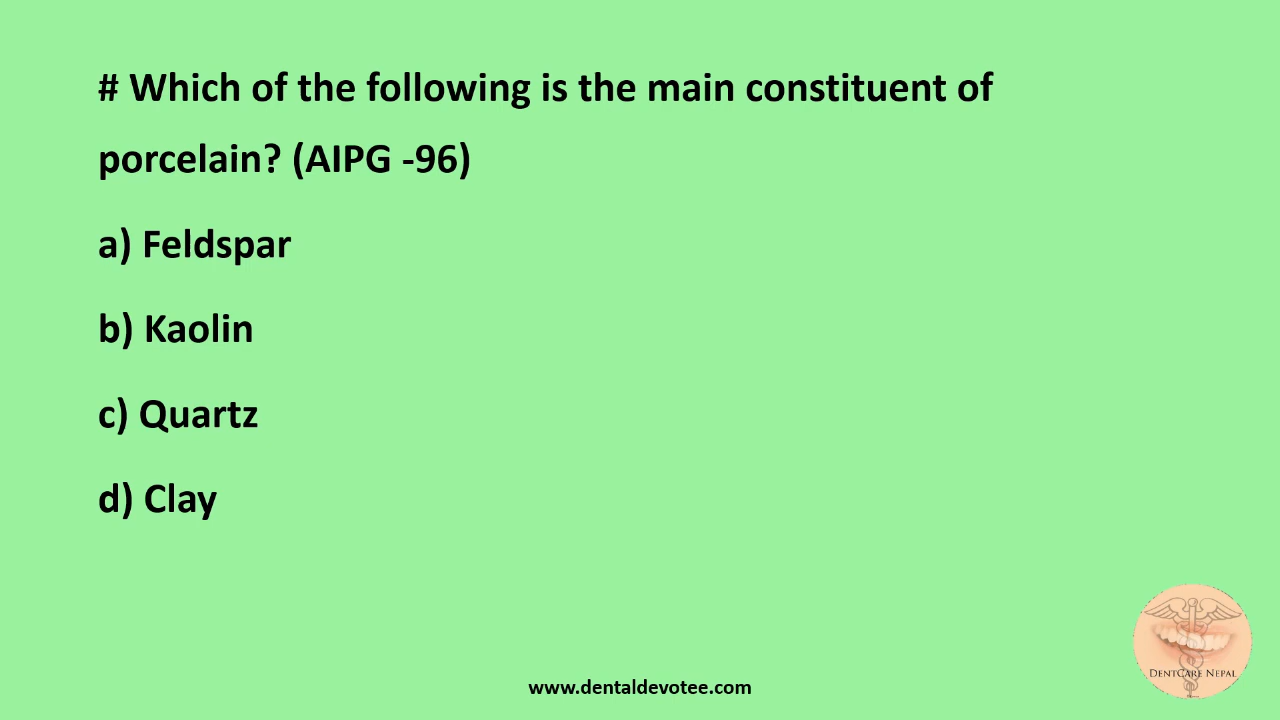 # Which of the following is the main constituent of
porcelain? (AIPG -96)
a) Feldspar
b) Kaolin
c) Quartz
d) Clay
DENTCARE NEPAL
www.dentaldevotee.com